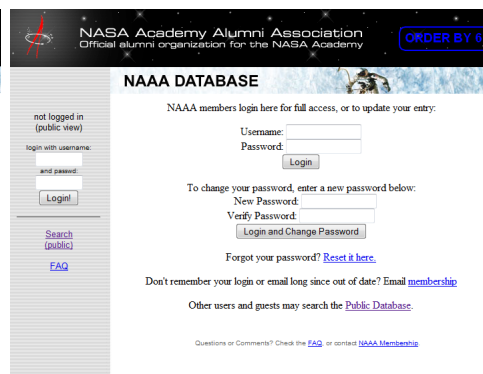 NASA Academy Alumni Association
Official alumni organization for the NASA Academy
ORDER BY 6
NAAA DATABASE
not logged in
(public view)
login with username:
and passwd:
Login!
Search
(public)
FAQ
NAAA members login here for full access, or to update your entry:
Username:
Password:
Login
To change your password, enter a new password below:
New Password:
Verify Password:
Login and Change Password
Forgot your password? Reset it here.
Don't remember your login or email long since out of date? Email membership
Other users and guests may search the Public Database.
Questions or Comments? Check the FAQ, or contact NAAA Membership.